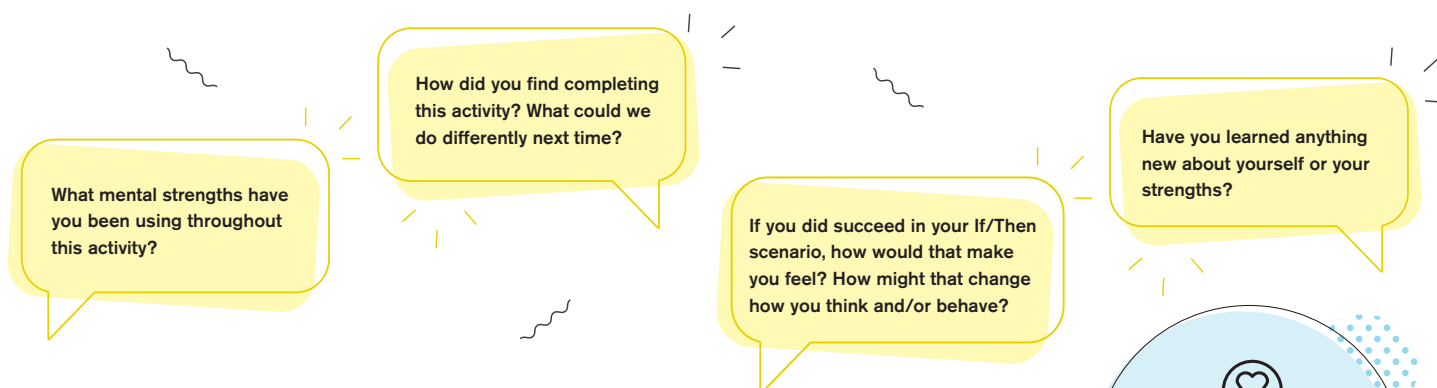 What mental strengths have
you been using throughout
this activity?
How did you find completing
this activity? What could we
do differently next time?
If you did succeed in your If/Then
scenario, how would that make
you feel? How might that change
how you think and/or behave?
Have you learned anything
new about yourself or your
strengths?